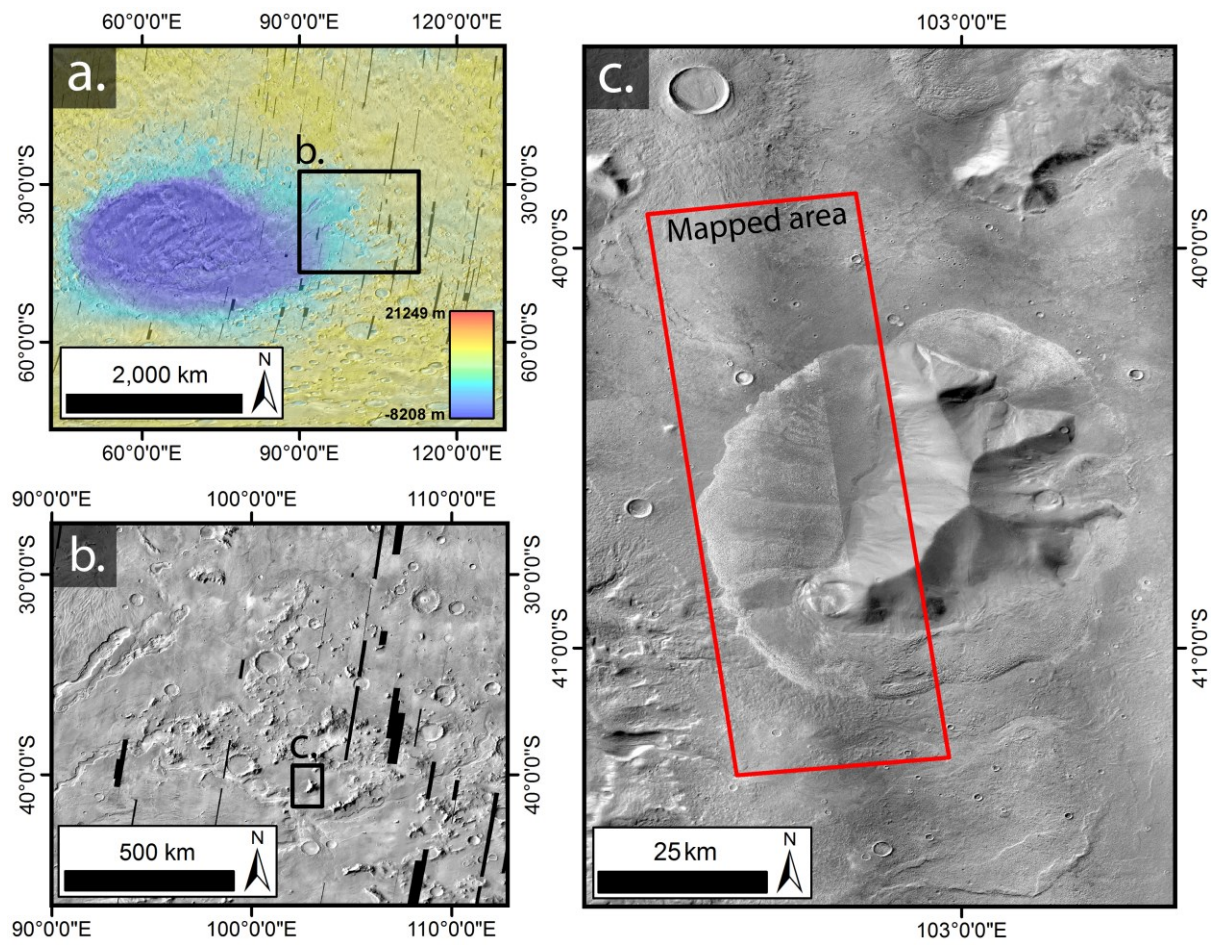 60°0'0"E 90°0'0"E 120°0'0"E
a.
b.
30°0'0"S 30°0'0"S
60°0'0"S 60°0'0"S
21249 m
-8208 m
2,000 km
N
60°0'0"E 90°0'0"E 120°0'0"E
90°0'0"E 100°0'0"E 110°0'0"E
b.
30°0'0"S 30°0'0"S
c.
40°0'0"S 40°0'0"S
500 km
N
90°0'0"E 100°0'0"E 110°0'0"E
103°0'0"E
c.
Mapped area
40°0'0"S 40°0'0"S
41°0'0"S 41°0'0"S
25 km
N
103°0'0"E